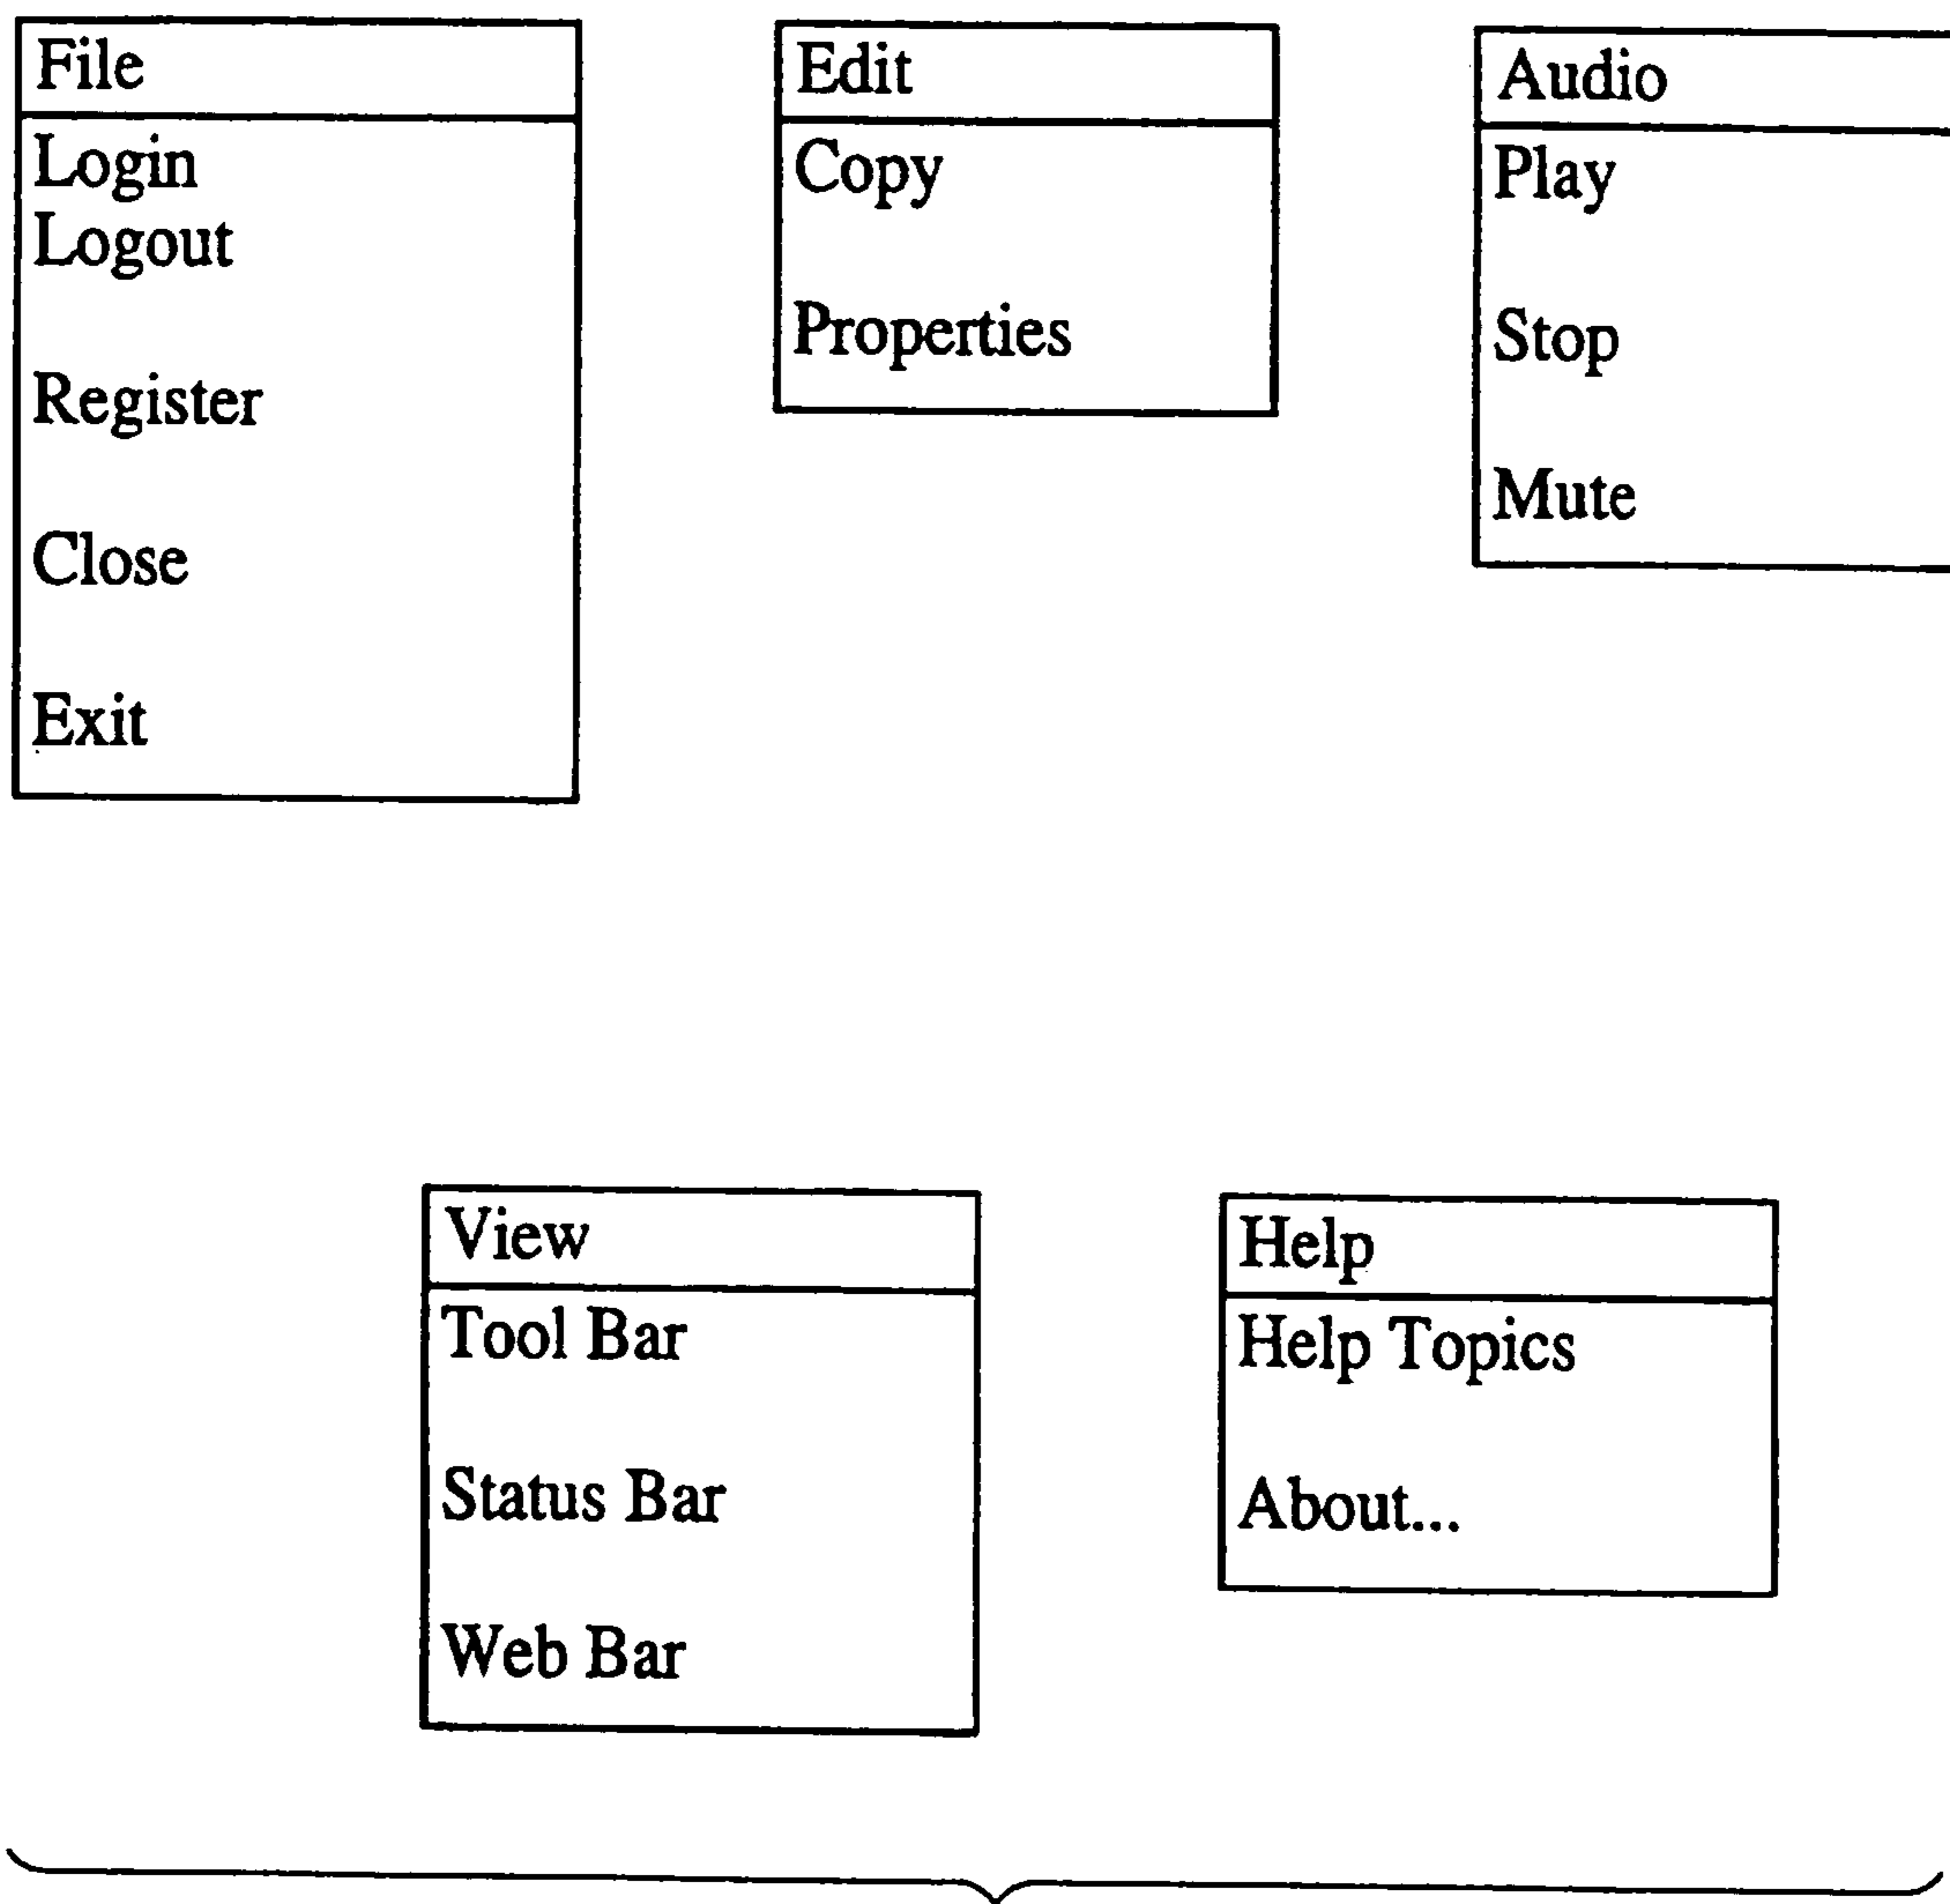 File
Login
Logout
Register
Close
Exit
Edit
Copy
Properties
Audio
Play
Stop
Mute
View
Tool Bar
Status Bar
Web Bar
Help
Help Topics
About...